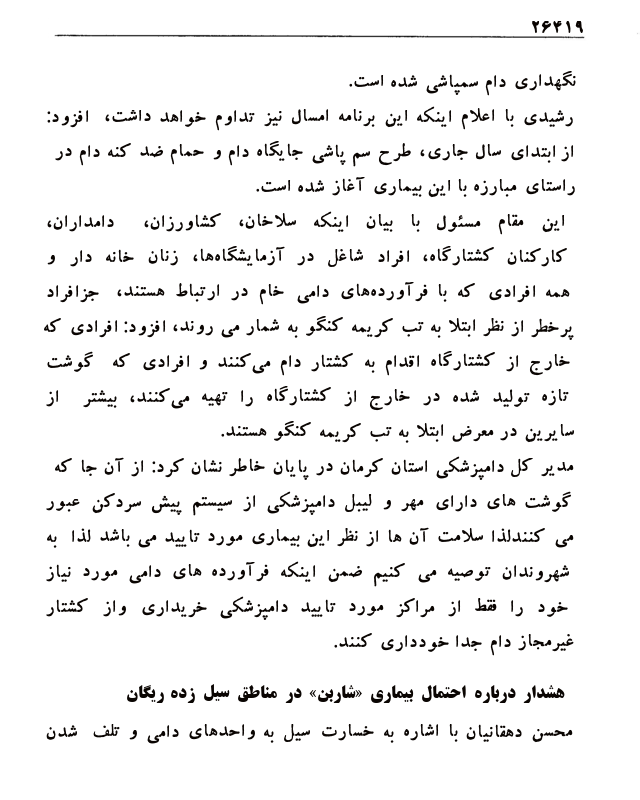 ۲۶۴۱۹
نگهداری دام سمپاشی شده است.
رشیدی با اعلام اینکه این برنامه امسال نیز تداوم خواهد داشت، افزود:
از ابتدای سال جاری، طرح سم پاشی جایگاه دام و حمام ضد کنه دام در
راستای مبارزه با این بیماری آغاز شده است.
این مقام مسئول با بیان اینکه سلاخان، کشاورزان، دامداران،
کارکنان کشتارگاه، افراد شاغل در آزمایشگاه‌ها، زنان خانه دار و
همه افرادی که با فرآورده‌های دامی خام در ارتباط هستند، جزافراد
پرخطر از نظر ابتلا به تب کریمه کنگو به شمار می روند، افزود: افرادی که
خارج از کشتارگاه اقدام به کشتار دام می‌کنند و افرادی که گوشت
تازه تولید شده در خارج از کشتارگاه را تهیه می‌کنند، بیشتر از
سایرین در معرض ابتلا به تب کریمه کنگو هستند.
مدیر کل دامپزشکی استان کرمان در پایان خاطر نشان کرد: از آن جا که
گوشت های دارای مهر و لیبل دامپزشکی از سیستم پیش سردکن عبور
می کنندلذا سلامت آن ها از نظر این بیماری مورد تایید می باشد لذا به
شهروندان توصیه می کنیم ضمن اینکه فرآورده های دامی مورد نیاز
خود را فقط از مراکز مورد تایید دامپزشکی خریداری واز کشتار
غیرمجاز دام جدا خودداری کنند.
هشدار درباره احتمال بیماری «شاربن» در مناطق سیل زده ریگان
محسن دهقانیان با اشاره به خسارت سیل به واحدهای دامی و تلف شدن